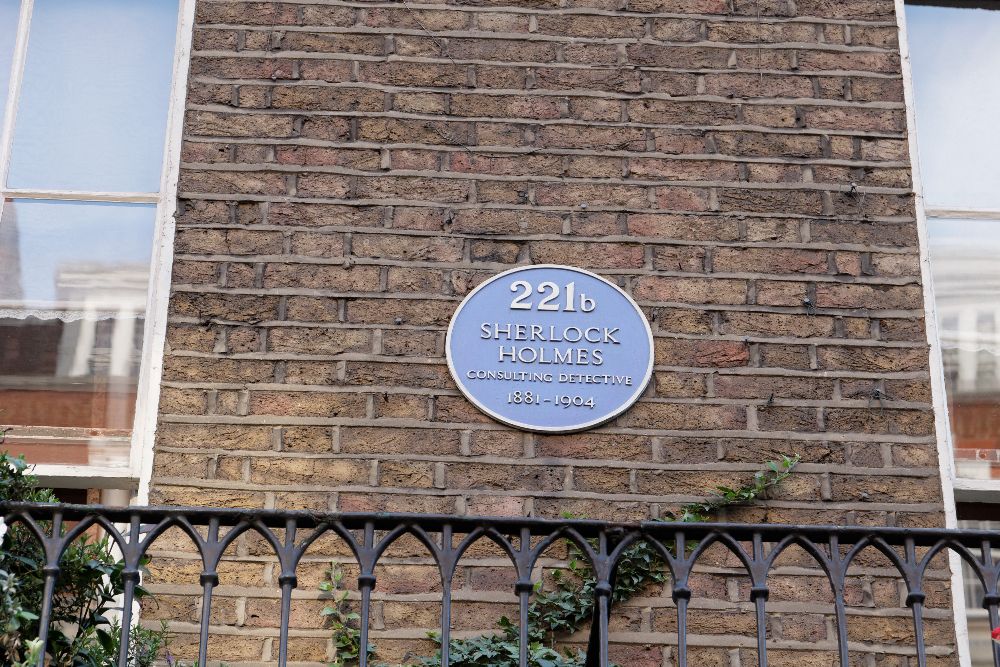 221b
SHERLOCK
HOLMES
CONSULTING DETECTIVE
1881-1904